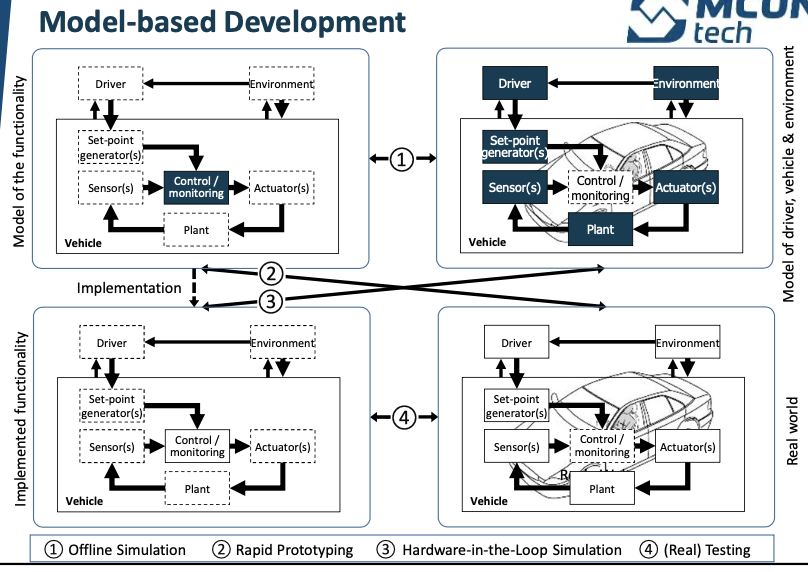 Model-based Development
tech
Model of the functionality
Driver
Environment
Set-point
generator(s)
Sensor(s)
Control /
monitoring
Actuator(s)
Plant
Vehicle
1
Driver
Environment
Set-point
generator(s)
Sensor(s)
Control /
monitoring
Actuator(s)
Plant
Vehicle
Model of driver, vehicle & environment
Implementation
2
3
Implemented functionality
Driver
Environment
Set-point
generator(s)
Sensor(s)
Control /
monitoring
Actuator(s)
Plant
Vehicle
4
Driver
Environment
Set-point
generator(s)
Sensor(s)
Control /
monitoring
Actuator(s)
Plant
Vehicle
Real world
1 Offline Simulation 2 Rapid Prototyping 3 Hardware-in-the-Loop Simulation 4 (Real) Testing